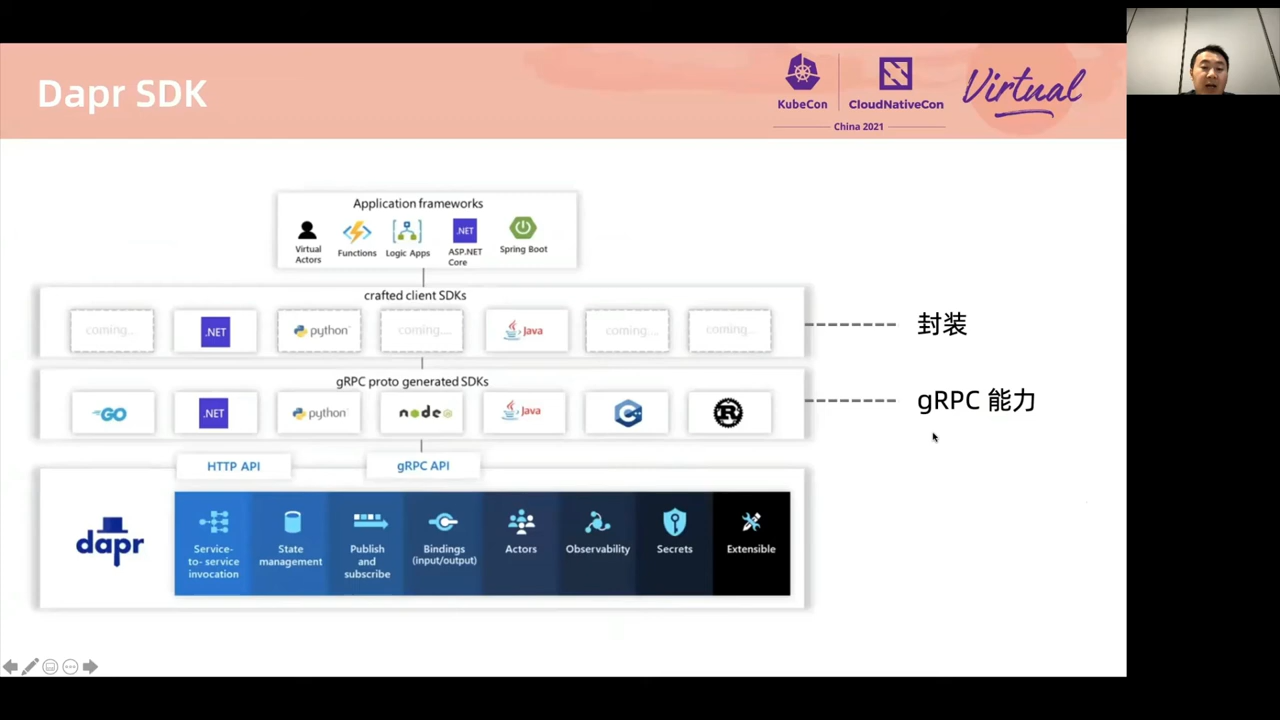 Dapr SDK
KubeCon
CloudNativeCon
Virtual
China 2021
Application frameworks
Virtual
Actors
Functions
Logic Apps
.NET
ASP.NET
Core
Spring Boot
crafted client SDKs
coming...
.NET
python
coming...
Java
coming...
coming...
封装
gRPC proto generated SDKs
GO
.NET
python
node
Java
C
R
gRPC 能力
HTTP API
gRPC API
dapr
Service-
to- service
invocation
State
management
Publish
and
subscribe
Bindings
(input/output)
Actors
Observability
Secrets
Extensible